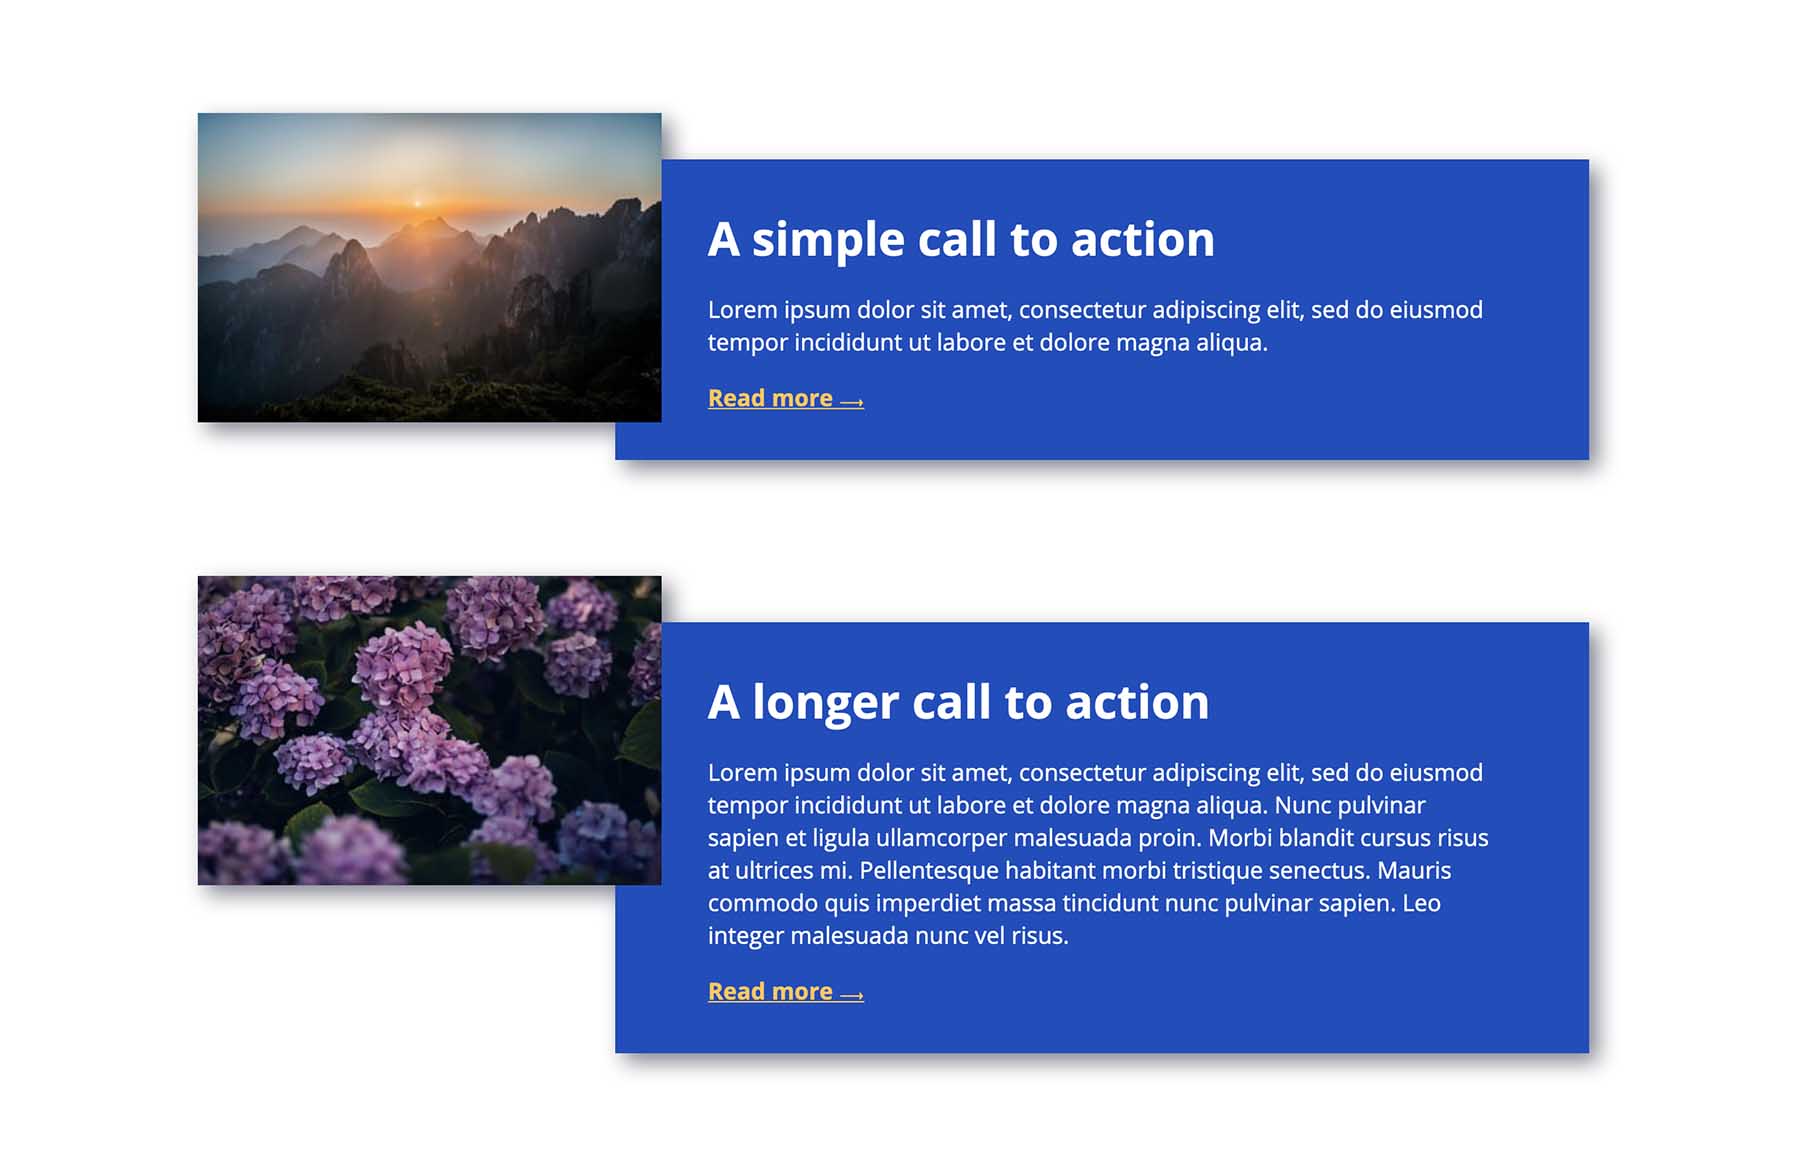 A simple call to action
Lorem ipsum dolor sit amet, consectetur adipiscing elit, sed do eiusmod
tempor incididunt ut labore et dolore magna aliqua.
Read more →
A longer call to action
Lorem ipsum dolor sit amet, consectetur adipiscing elit, sed do eiusmod
tempor incididunt ut labore et dolore magna aliqua. Nunc pulvinar
sapien et ligula ullamcorper malesuada proin. Morbi blandit cursus risus
at ultrices mi. Pellentesque habitant morbi tristique senectus. Mauris
commodo quis imperdiet massa tincidunt nunc pulvinar sapien. Leo
integer malesuada nunc vel risus.
Read more →